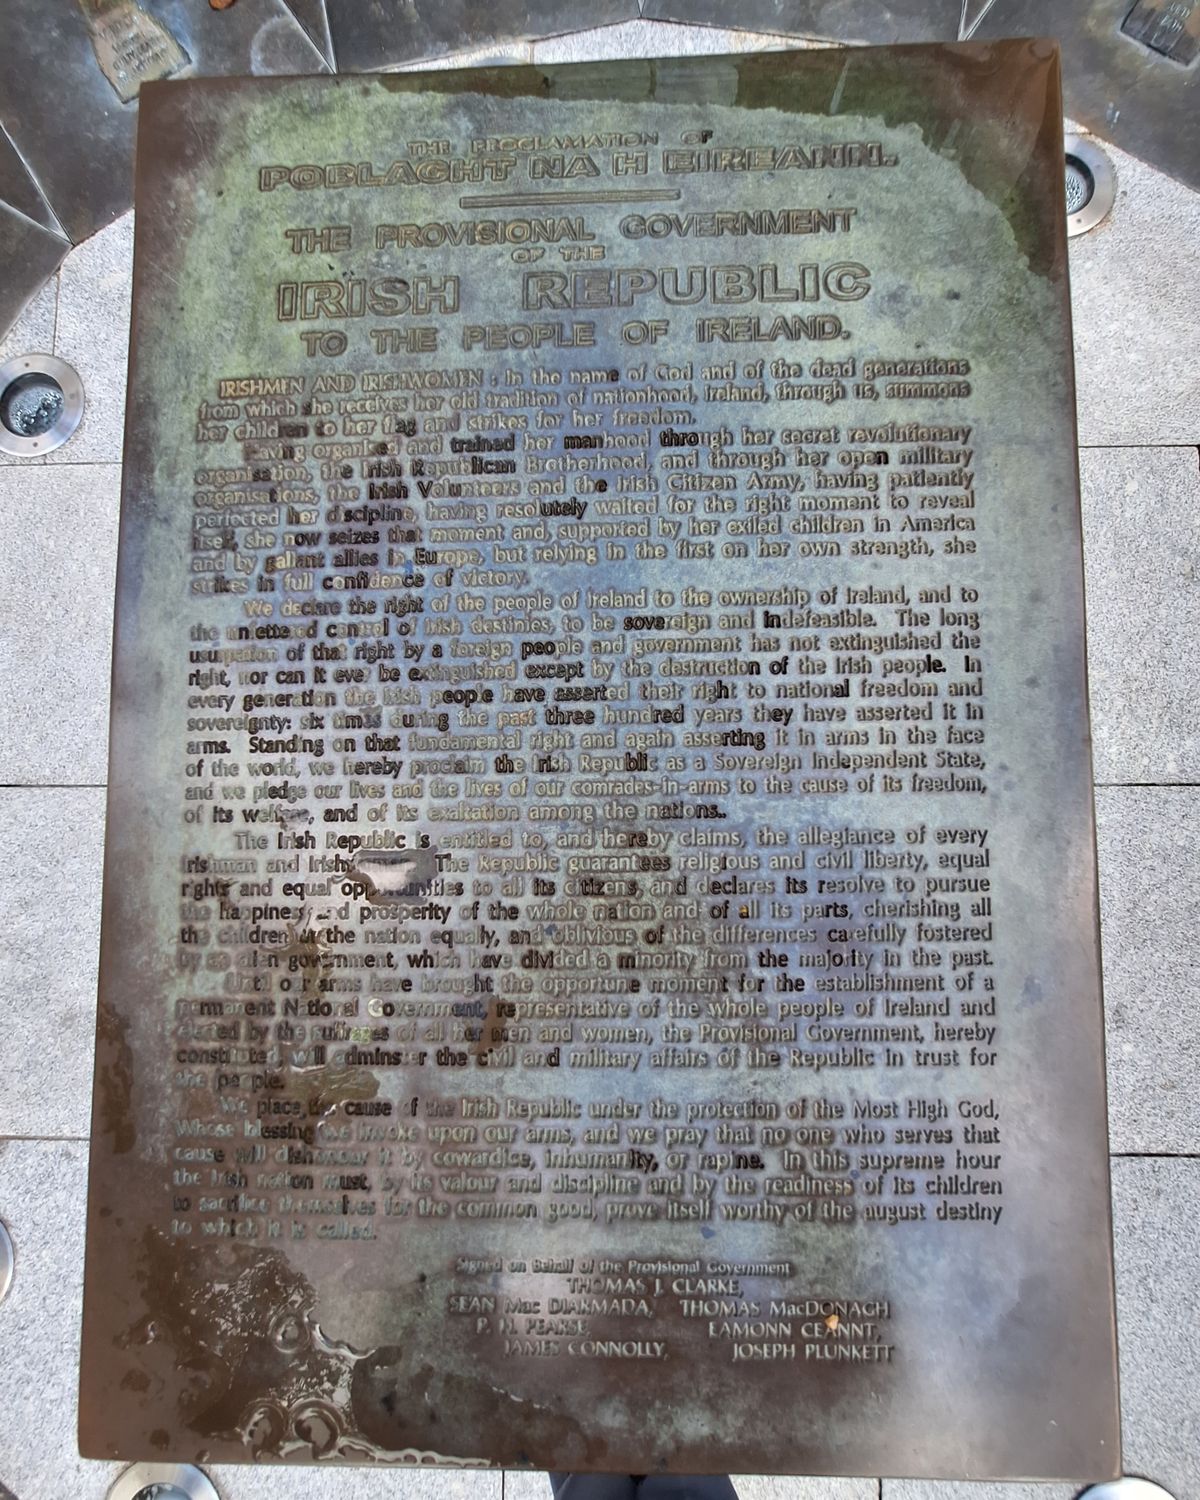 THE PROCLAMATION OF
POBLACHT NA H EIREANN.
THE PROVISIONAL GOVERNMENT
OF THE
IRISH REPUBLIC
TO THE PEOPLE OF IRELAND.
IRISHMEN AND IRISHWOMEN : In the name of God and of the dead generations
from which she receives her old tradition of nationhood, Ireland, through us, summons
her children to her flag and strikes for her freedom.
Having organised and trained her manhood through her secret revolutionary
organisation, the Irish Republican Brotherhood, and through her open military
organisations, the Irish Volunteers and the Irish Citizen Army, having patiently
perfected her discipline, having resolutely waited for the right moment to reveal
itself, she now seizes that moment and, supported by her exiled children in America
and by gallant allies in Europe, but relying in the first on her own strength, she
strikes in full confidence of victory.
We declare the right of the people of Ireland to the ownership of Ireland, and to
the unfettered control of Irish destinies, to be sovereign and indefeasible. The long
usurpation of that right by a foreign people and government has not extinguished the
right, nor can it ever be extinguished except by the destruction of the Irish people. In
every generation the Irish people have asserted their right to national freedom and
sovereignty: six times during the past three hundred years they have asserted it in
arms. Standing on that fundamental right and again asserting it in arms in the face
of the world, we hereby proclaim the Irish Republic as a Sovereign Independent State,
and we pledge our lives and the lives of our comrades-in-arms to the cause of its freedom,
of its welfare, and of its exaltation among the nations..
The Irish Republic is entitled to, and hereby claims, the allegiance of every
Irishman and The Republic guarantees religious and civil liberty, equal
rights and equal opportunities to all its citizens, and declares its resolve to pursue
the happiness and prosperity of the whole nation and of all its parts, cherishing all
the children of the nation equally, and oblivious of the differences carefully fostered
by an alien government, which have divided a minority from the majority in the past.
Until our arms have brought the opportune moment for the establishment of a
permanent National Government, representative of the whole people of Ireland and
elected by the suffrages of all her men and women, the Provisional Government, hereby
constituted, will adminster the civil and military affairs of the Republic in trust for
the people.
We place the cause of the Irish Republic under the protection of the Most High God,
Whose blessing we invoke upon our arms, and we pray that no one who serves that
cause will dishonour it by cowardice, inhumanity, or rapine. In this supreme hour
the Irish nation must, by its valour and discipline and by the readiness of its children
to sacrifice themselves for the common good, prove itself worthy of the august destiny
to which it is called.
Signed on Behalf of the Provisional Government
THOMAS J. CLARKE,
SEAN Mac DIARMADA, THOMAS MacDONAGH
P. H. PEARSE, EAMONN CEANNT,
JAMES CONNOLLY, JOSEPH PLUNKETT